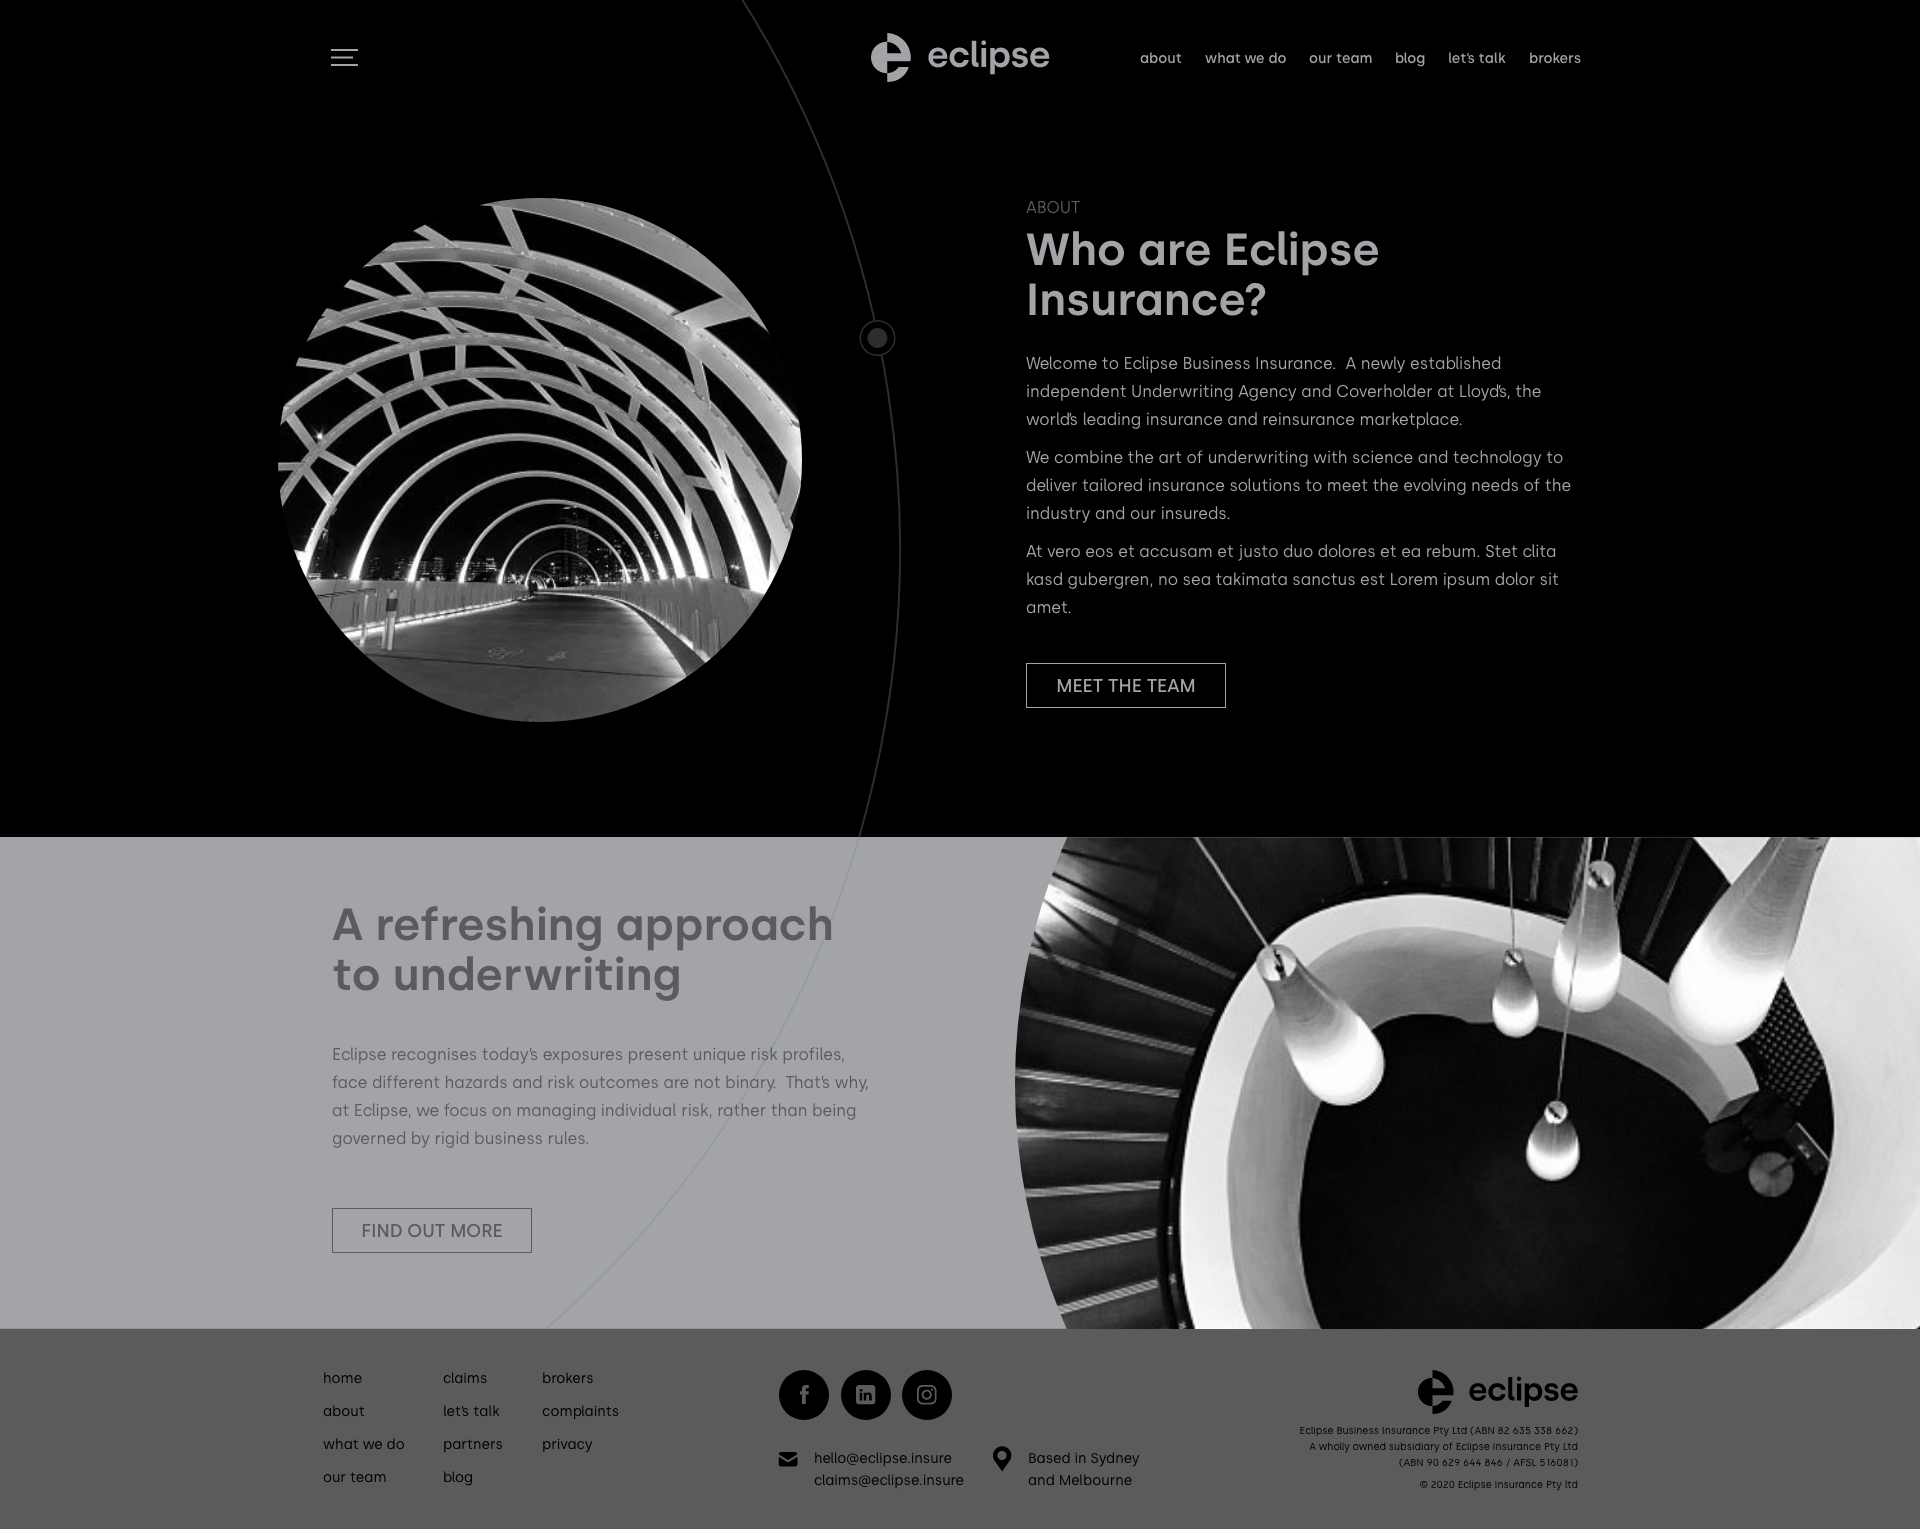 eclipse
about what we do our team blog let's talk brokers
ABOUT
Who are Eclipse
Insurance?
Welcome to Eclipse Business Insurance.  A newly established
independent Underwriting Agency and Coverholder at Lloyd's, the
world's leading insurance and reinsurance marketplace.
We combine the art of underwriting with science and technology to
deliver tailored insurance solutions to meet the evolving needs of the
industry and our insureds.
At vero eos et accusam et justo duo dolores et ea rebum. Stet clita
kasd gubergren, no sea takimata sanctus est Lorem ipsum dolor sit
amet.
MEET THE TEAM
A refreshing approach
to underwriting
Eclipse recognises today's exposures present unique risk profiles,
face different hazards and risk outcomes are not binary.  That's why,
at Eclipse, we focus on managing individual risk, rather than being
governed by rigid business rules.
FIND OUT MORE
home
about
what we do
our team
claims
let's talk
partners
blog
brokers
complaints
privacy
hello@eclipse.insure
claims@eclipse.insure
Based in Sydney
and Melbourne
eclipse
Eclipse Business Insurance Pty Ltd (ABN 82 635 338 662)
A wholly owned subsidiary of Eclipse Insurance Pty Ltd
(ABN 90 629 644 846 / AFSL 516081)
© 2020 Eclipse Insurance Pty ltd